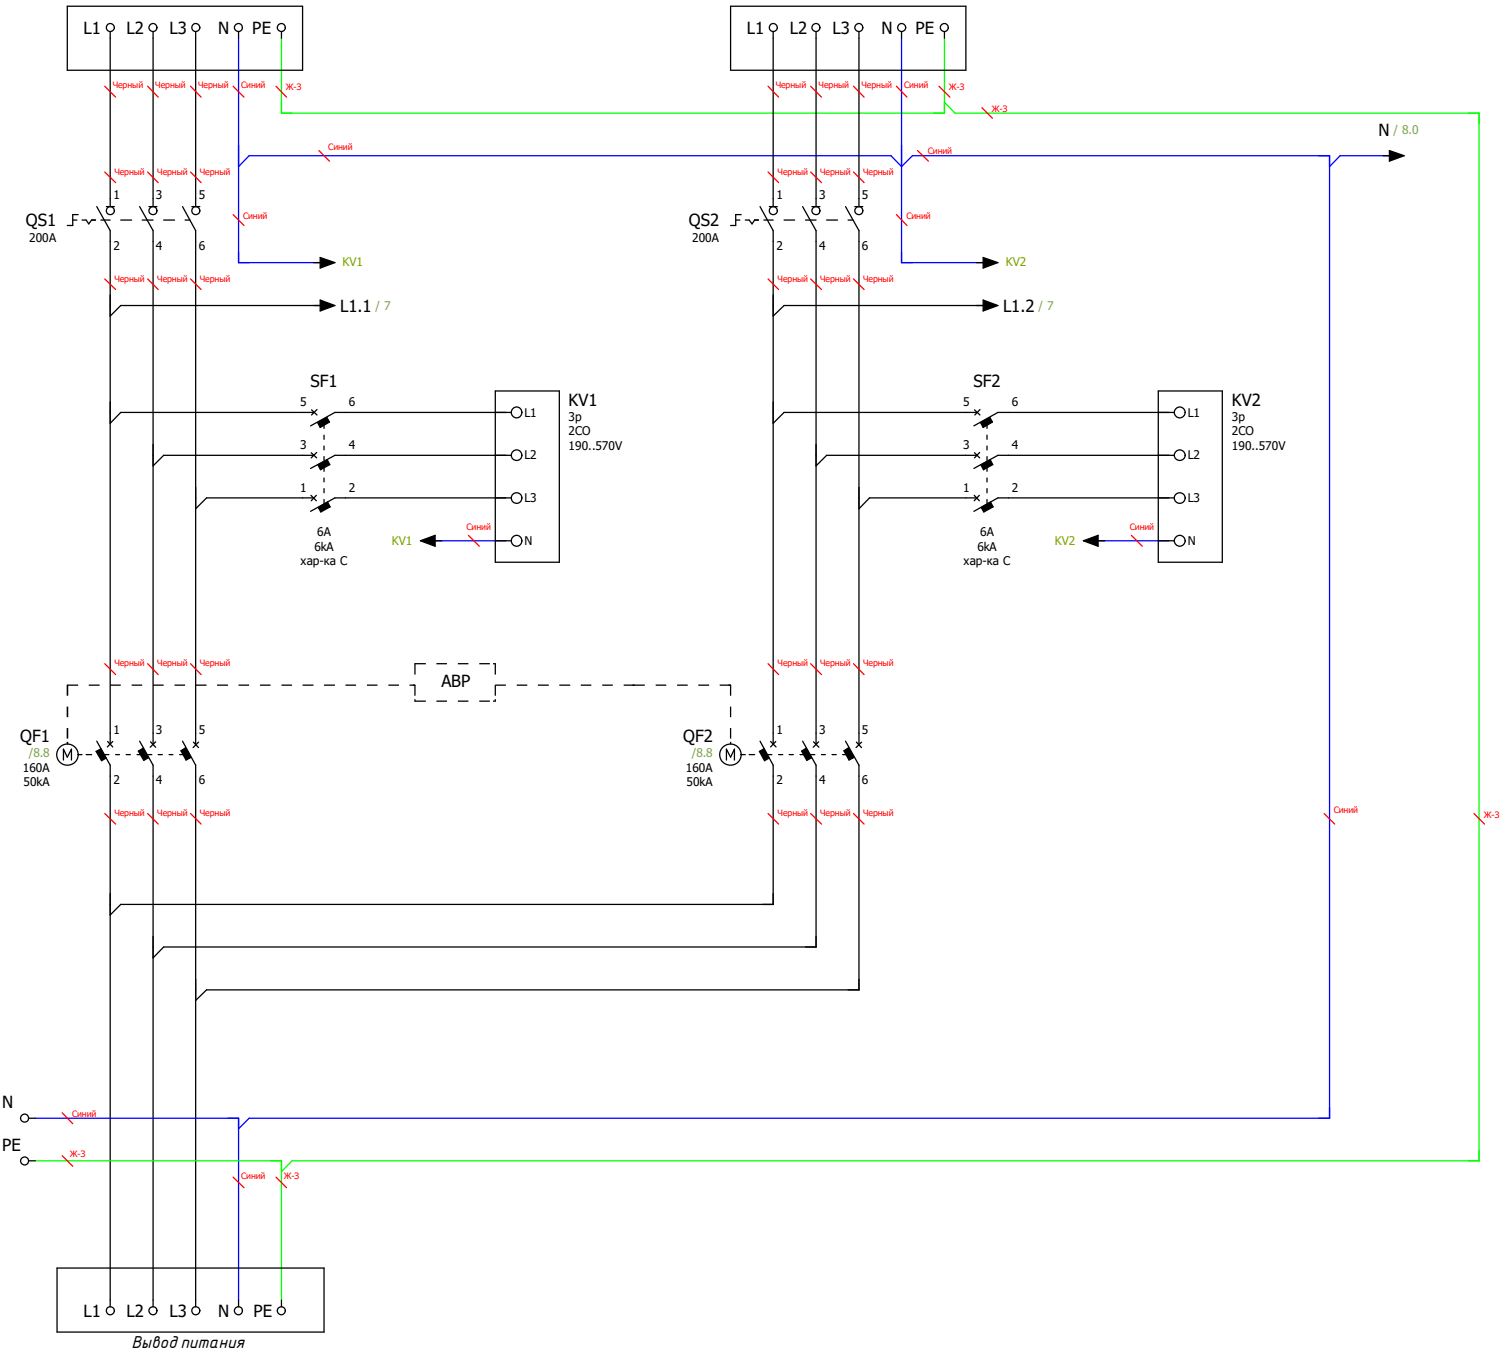 L1 L2 L3 N PE L1 L2 L3 N PE
Черный Черный Черный Синий Ж-З Черный Черный Черный Синий Ж-З
Ж-З
N / 8.0
Синий Синий
Черный Черный Черный Черный Черный Черный
1 3 5 1 3 5
QS1 Синий QS2 Синий
200A 200A
2 4 6 2 4 6
KV1 KV2
Черный Черный Черный Черный Черный Черный
L1.1 / 7 L1.2 / 7
SF1 SF2
5 6 L1 5 6 L1
3 4 L2 3 4 L2
1 2 L3 1 2 L3
KV1
3p
2CO
190..570V
KV2
3p
2CO
190..570V
6A
6kA
хар-ка C
6A
6kA
хар-ка C
KV1 Синий N KV2 Синий N
Черный Черный Черный Черный Черный Черный
АВР
1 3 5 1 3 5
QF1
/8.8
160A
50kA
M
QF2
/8.8
160A
50kA
M
2 4 6 2 4 6
Черный Черный Черный Черный Черный Черный Синий Ж-З
N
Синий
PE
Ж-З
Синий Ж-З
L1 L2 L3 N PE
Вывод питания